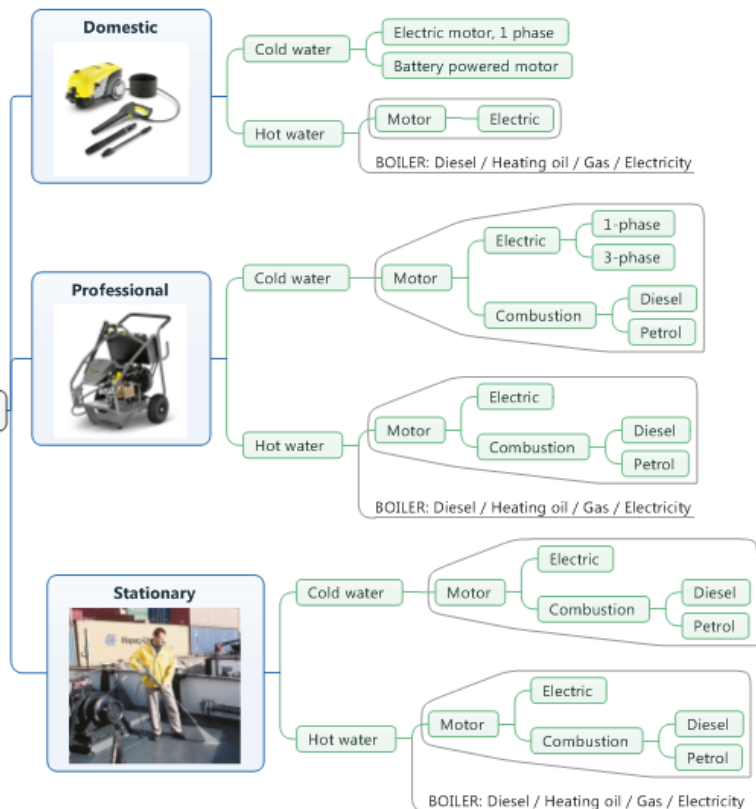 Domestic
Cold water
Electric motor, 1 phase
Battery powered motor
Hot water
Motor
Electric
BOILER: Diesel / Heating oil / Gas / Electricity
Professional
Cold water
Motor
Electric
1-phase
3-phase
Combustion
Diesel
Petrol
Hot water
Motor
Electric
Combustion
Diesel
Petrol
BOILER: Diesel / Heating oil / Gas / Electricity
Stationary
Cold water
Motor
Electric
Combustion
Diesel
Petrol
Hot water
Motor
Electric
Combustion
Diesel
Petrol
BOILER: Diesel / Heating oil / Gas / Electricity